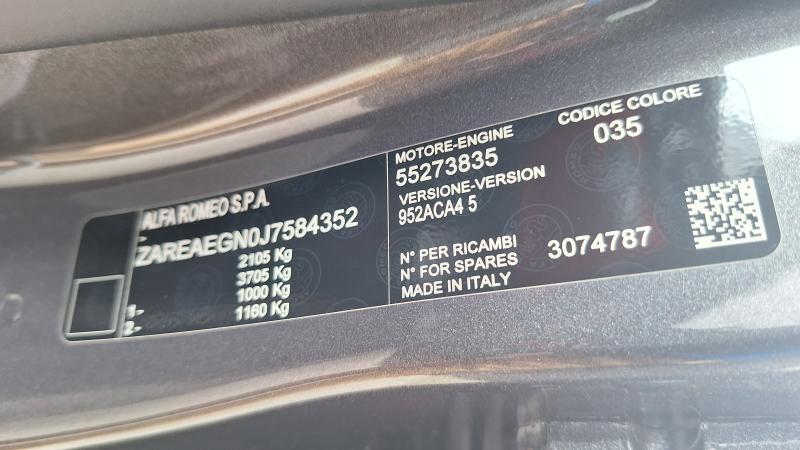 ALFA ROMEO S.P.A.
ZAREAEGN0J7584352
2105 Kg
3705 Kg
1- 1000 Kg
2- 1160 Kg
MOTORE-ENGINE
55273835
CODICE COLORE
035
VERSIONE-VERSION
952ACA4 5
N° PER RICAMBI
N° FOR SPARES
3074787
MADE IN ITALY